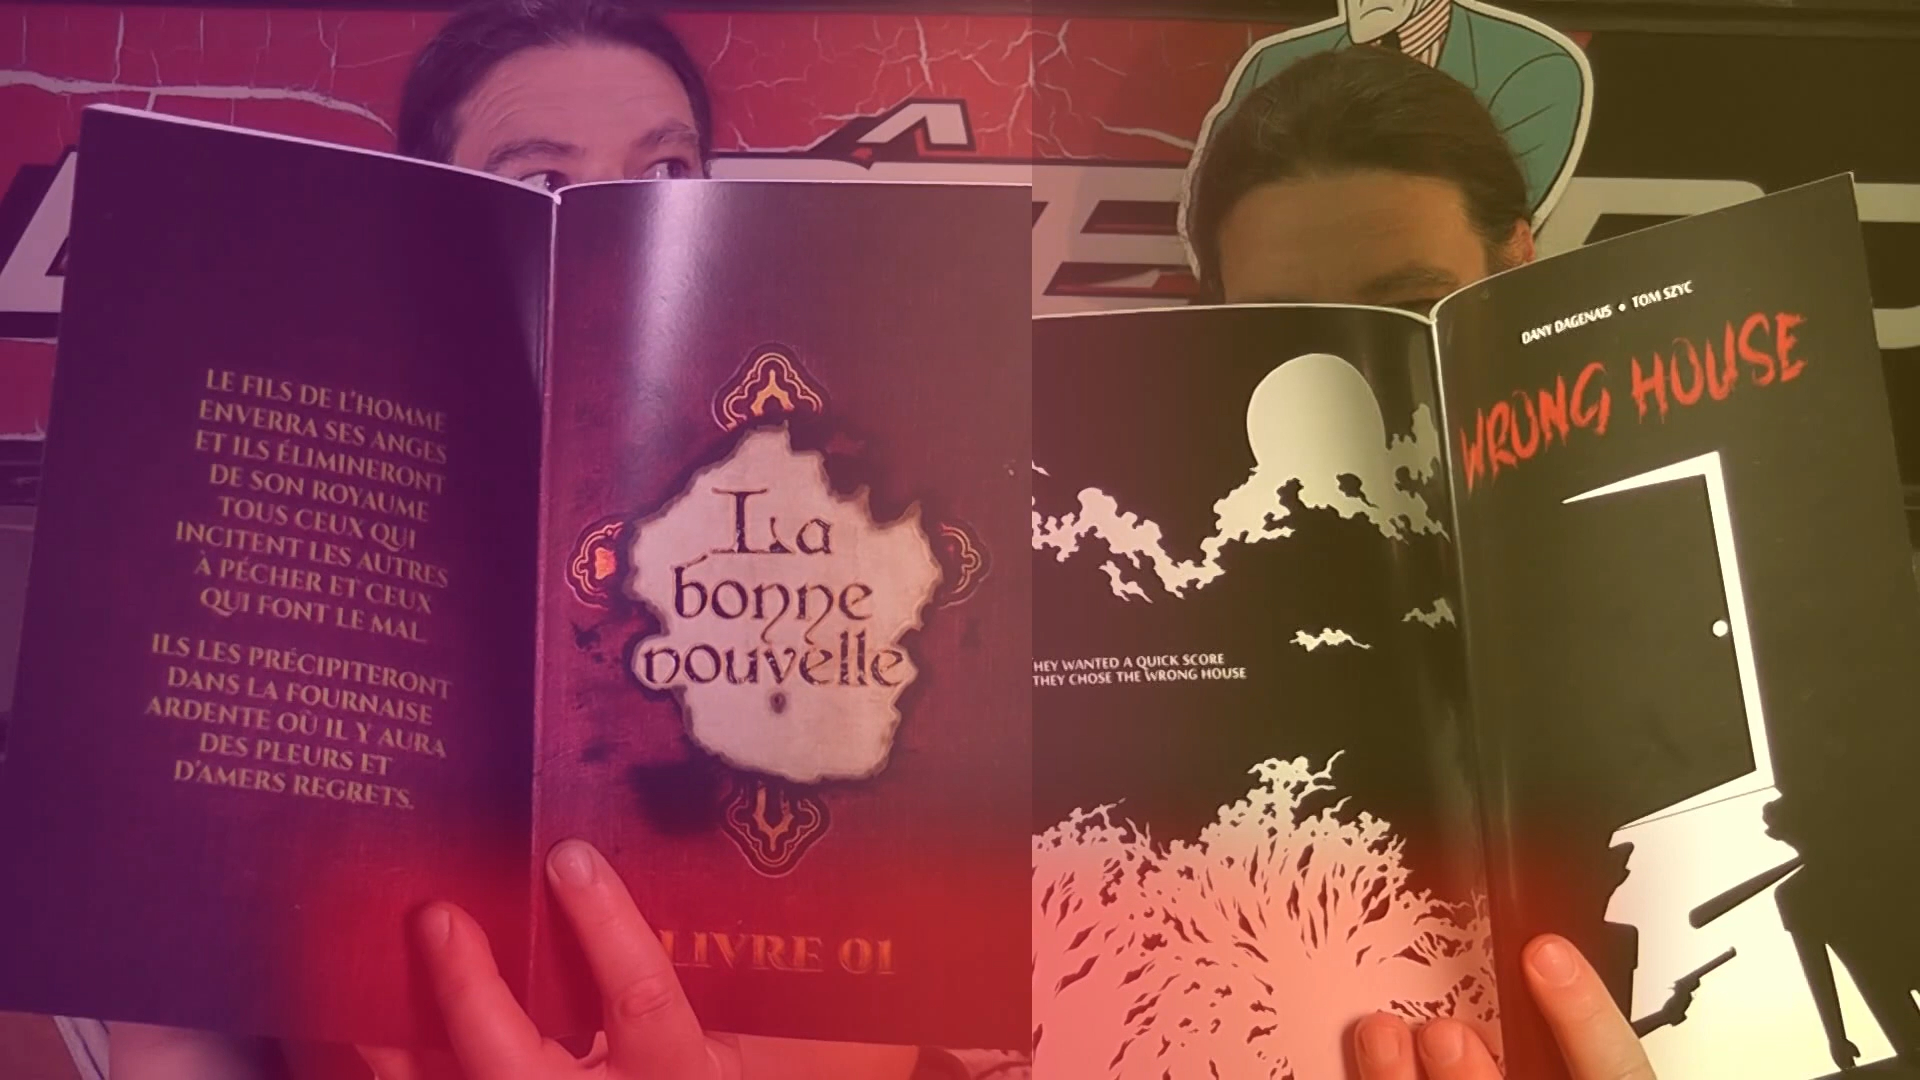 LE FILS DE L'HOMME
ENVERRA SES ANGES
ET ILS ÉLIMINERONT
DE SON ROYAUME
TOUS CEUX QUI
INCITENT LES AUTRES
À PÉCHER ET CEUX
QUI FONT LE MAL.
ILS LES PRÉCIPITERONT
DANS LA FOURNAISE
ARDENTE OÙ IL Y AURA
DES PLEURS ET
D'AMERS REGRETS.
La
bonne
nouvelle
LIVRE 01
HEY WANTED A QUICK SCORE
THEY CHOSE THE WRONG HOUSE
DANY DAGENAIS • TOM SZYC
WRONG HOUSE